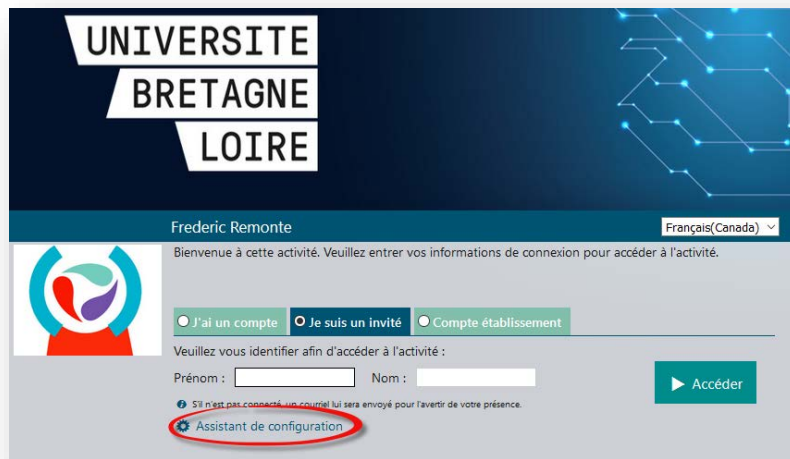 UNIVERSITE
BRETAGNE
LOIRE
Frederic Remonte
Français(Canada)
Bienvenue à cette activité. Veuillez entrer vos informations de connexion pour accéder à l'activité.
J'ai un compte Je suis un invité Compte établissement
Veuillez vous identifier afin d'accéder à l'activité :
Prénom : Nom :
Accéder
S'il n'est pas connecté, un courriel lui sera envoyé pour l'avertir de votre présence.
Assistant de configuration